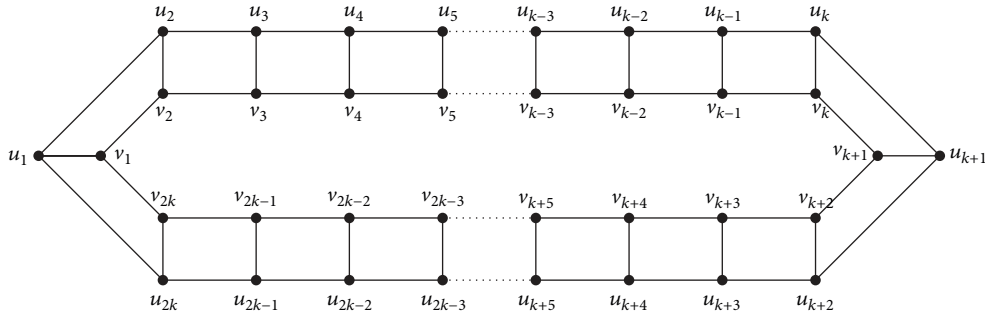 u₂ u₃ u₄ u₅ uₖ₋₃ uₖ₋₂ uₖ₋₁ uₖ
v₂ v₃ v₄ v₅ vₖ₋₃ vₖ₋₂ vₖ₋₁ vₖ
u₁ v₁ vₖ₊₁ uₖ₊₁
v₂ₖ v₂ₖ₋₁ v₂ₖ₋₂ v₂ₖ₋₃ vₖ₊₅ vₖ₊₄ vₖ₊₃ vₖ₊₂
u₂ₖ u₂ₖ₋₁ u₂ₖ₋₂ u₂ₖ₋₃ uₖ₊₅ uₖ₊₄ uₖ₊₃ uₖ₊₂